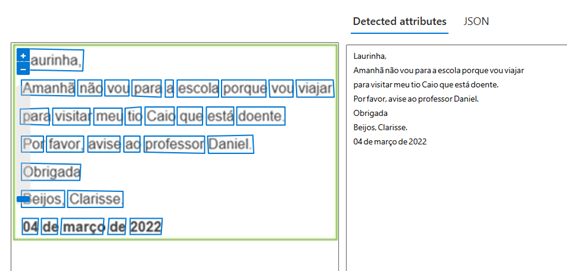 Detected attributes JSON
Laurinha,
Amanhã não vou para a escola porque vou viajar
para visitar meu tio Caio que está doente.
Por favor, avise ao professor Daniel.
Obrigada
Beijos, Clarisse.
04 de março de 2022
Laurinha,
Amanhã não vou para a escola porque vou viajar
para visitar meu tio Caio que está doente.
Por favor, avise ao professor Daniel.
Obrigada
Beijos, Clarisse.
04 de março de 2022